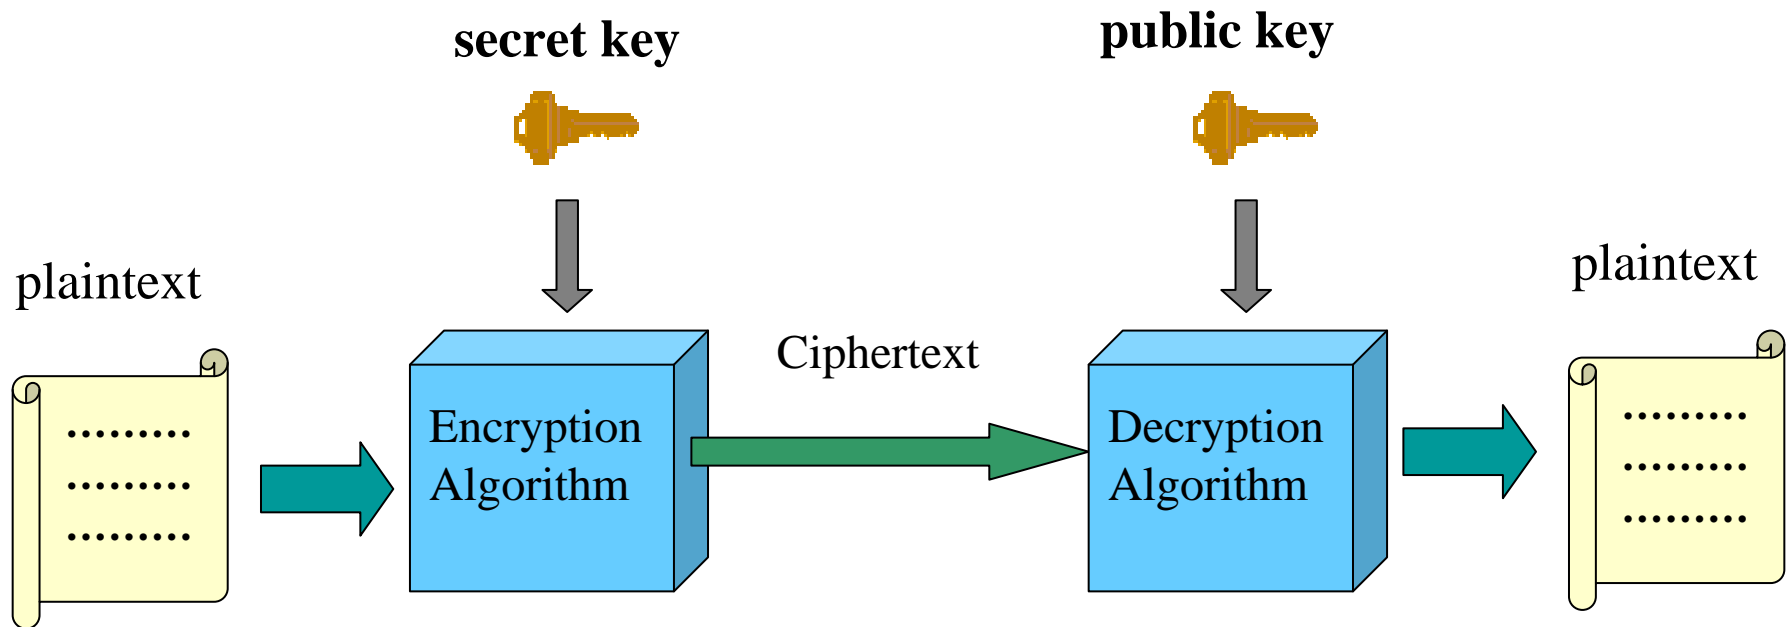 secret key
public key
plaintext
plaintext
Ciphertext
Encryption
Algorithm
Decryption
Algorithm